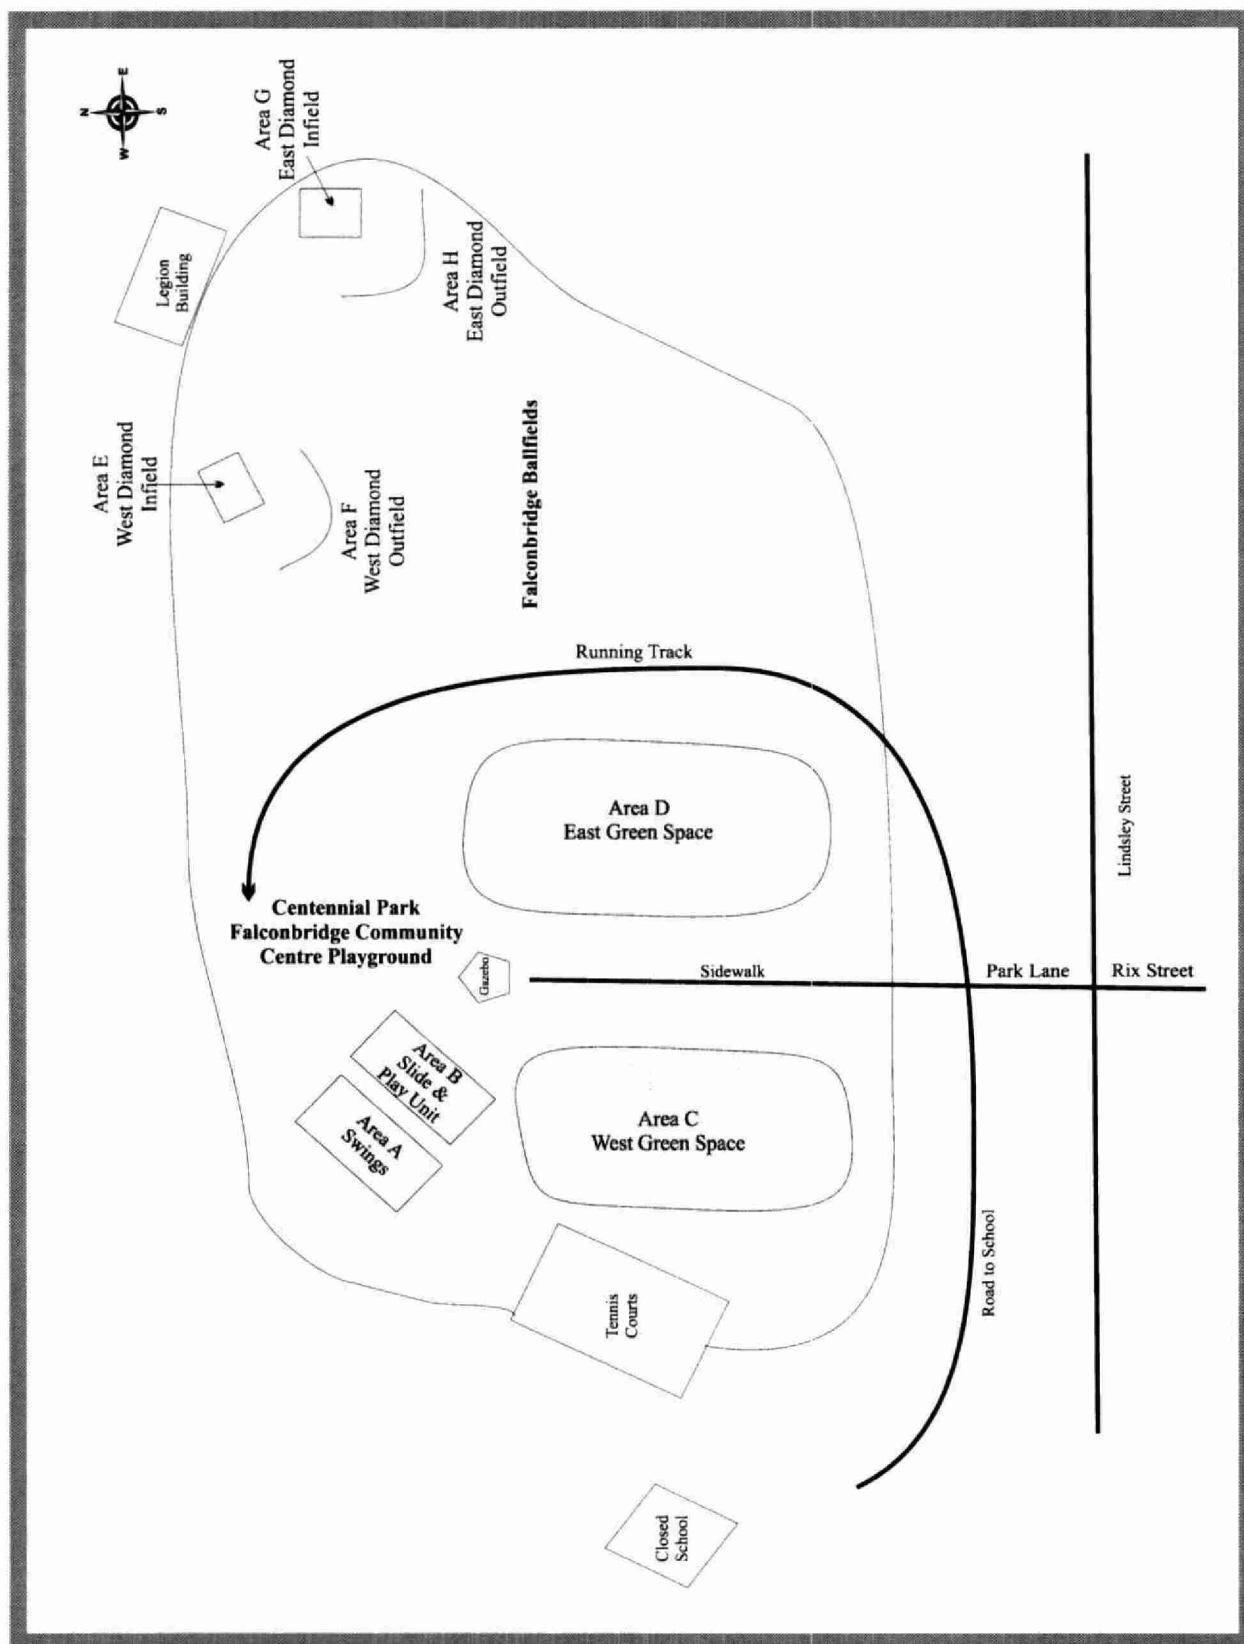 N
E
S
W
Area G
East Diamond
Infield
Legion
Building
Area H
East Diamond
Outfield
Area E
West Diamond
Infield
Area F
West Diamond
Outfield
Falconbridge Ballfields
Running Track
Area D
East Green Space
Lindsley Street
Centennial Park
Falconbridge Community
Centre Playground
Gazebo
Sidewalk
Park Lane
Rix Street
Area B
Slide &
Play Unit
Area A
Swings
Area C
West Green Space
Road to School
Tennis
Courts
Closed
School